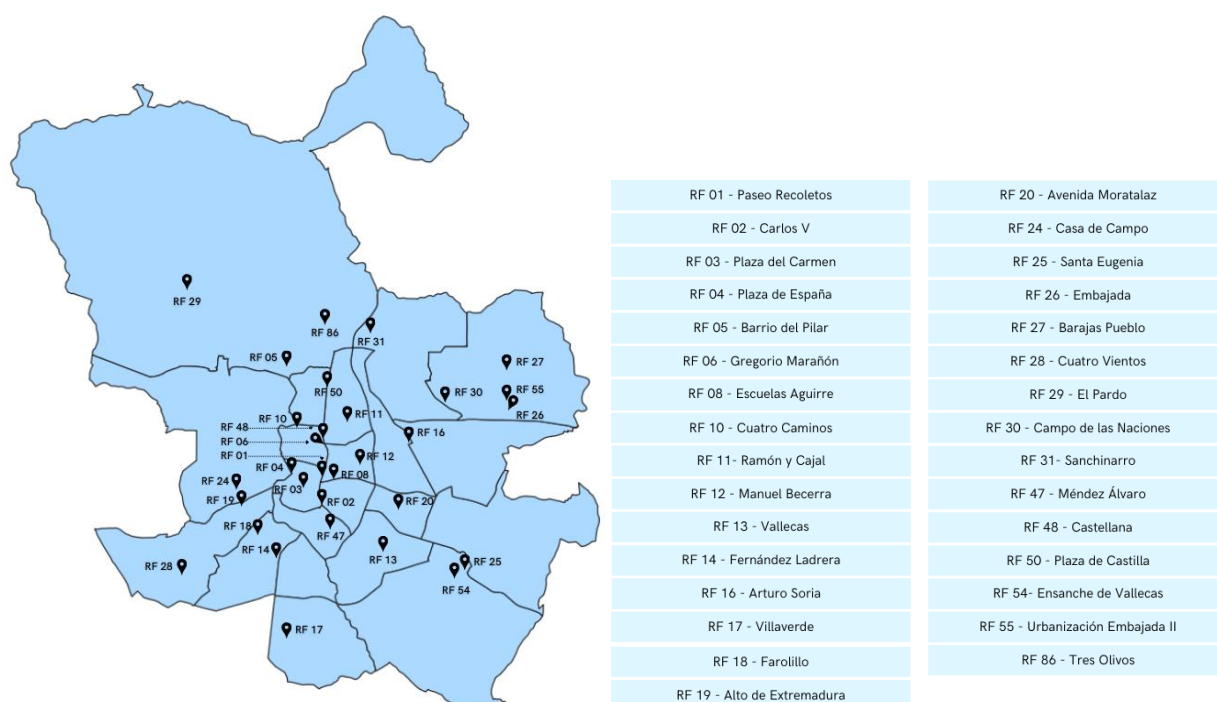 RF 29
RF 86
RF 31
RF 05
RF 27
RF 50
RF 30
RF 55
RF 26
RF 10
RF 11
RF 48
RF 16
RF 06
RF 01
RF 12
RF 04
RF 08
RF 24
RF 03
RF 19
RF 02
RF 20
RF 18
RF 47
RF 14
RF 13
RF 28
RF 25
RF 54
RF 17
RF 01 - Paseo Recoletos
RF 02 - Carlos V
RF 03 - Plaza del Carmen
RF 04 - Plaza de España
RF 05 - Barrio del Pilar
RF 06 - Gregorio Marañón
RF 08 - Escuelas Aguirre
RF 10 - Cuatro Caminos
RF 11- Ramón y Cajal
RF 12 - Manuel Becerra
RF 13 - Vallecas
RF 14 - Fernández Ladrera
RF 16 - Arturo Soria
RF 17 - Villaverde
RF 18 - Farolillo
RF 19 - Alto de Extremadura
RF 20 - Avenida Moratalaz
RF 24 - Casa de Campo
RF 25 - Santa Eugenia
RF 26 - Embajada
RF 27 - Barajas Pueblo
RF 28 - Cuatro Vientos
RF 29 - El Pardo
RF 30 - Campo de las Naciones
RF 31- Sanchinarro
RF 47 - Méndez Álvaro
RF 48 - Castellana
RF 50 - Plaza de Castilla
RF 54- Ensanche de Vallecas
RF 55 - Urbanización Embajada II
RF 86 - Tres Olivos